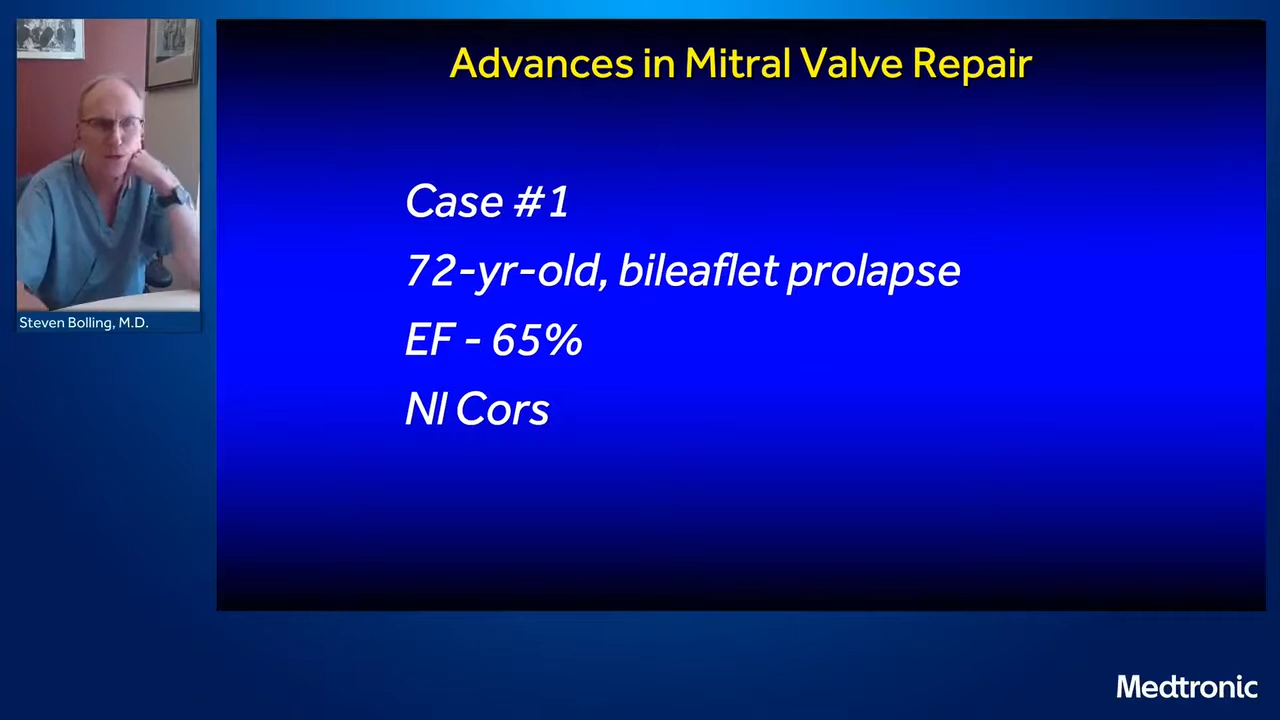 Advances in Mitral Valve Repair
Case #1
72-yr-old, bileaflet prolapse
EF - 65%
Nl Cors
Steven Bolling, M.D.
Medtronic